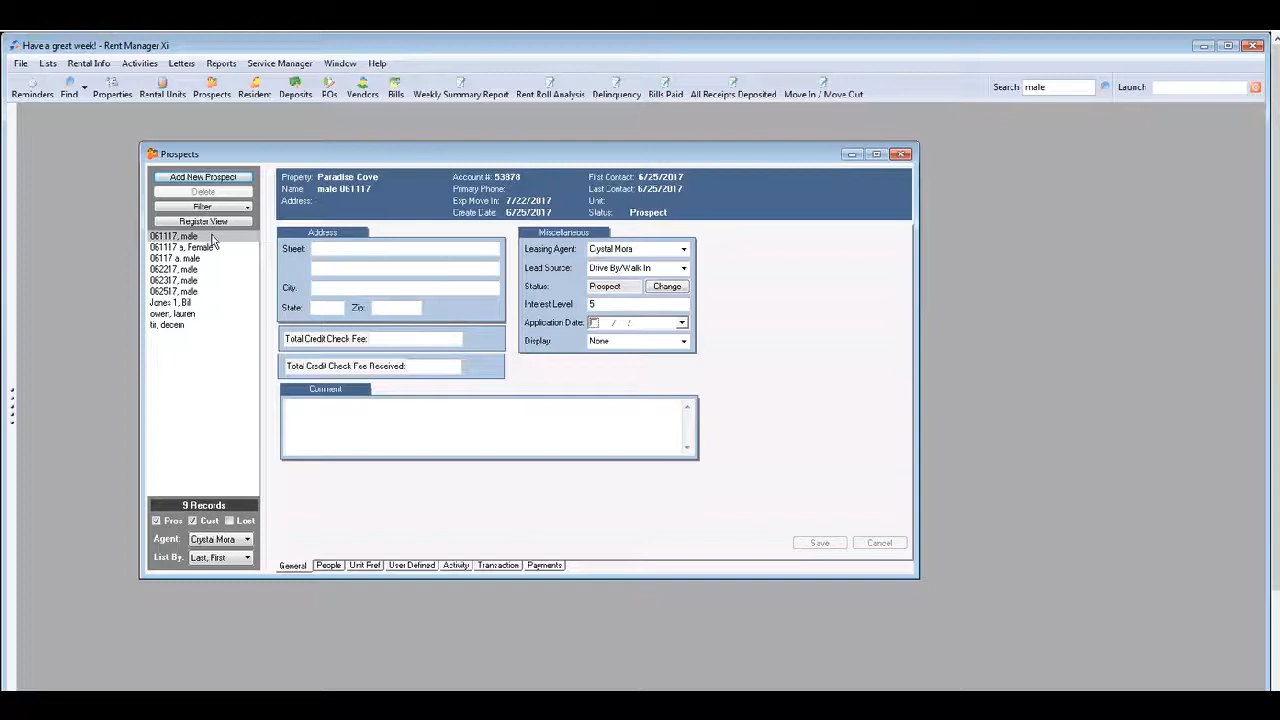 Have a great week! - Rent Manager Xi
File Lists Rental Info Activities Letters Reports Service Manager Window Help
Reminders Find Properties Rental Units Prospects Resident Deposits POs Vendors Bills Weekly Summary Report Rent Roll Analysis Delinquency Bills Paid All Receipts Deposited Move In / Move Out Search male Launch
Prospects
Add New Prospect
Delete
Filter
Register View
061117, male
061117 a, Female
06117 a. male
062217, male
062317, male
062517, male
Jones 1, Bill
owen, lauren
tir, decem
9 Records
Pros Cust Lost
Agent: Crystal Mora
List By: Last, First
Property: Paradise Cove Account #: 53878 First Contact: 6/25/2017
Name: male 061117 Primary Phone: Last Contact: 6/25/2017
Address: Exp Move In: 7/22/2017 Unit:
Create Date: 6/25/2017 Status: Prospect
Address
Street:
City:
State: Zip:
Total Credit Check Fee:
Total Credit Check Fee Received:
Miscellaneous
Leasing Agent: Crystal Mora
Lead Source: Drive By/Walk In
Status: Prospect Change
Interest Level: 5
Application Date: / /
Display: None
Comment
Save Cancel
General People Unit Pref User Defined Activity Transaction Payments